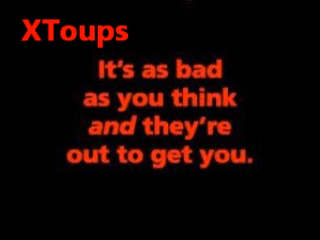 XToups
It's as bad
as you think
and they're
out to get you.